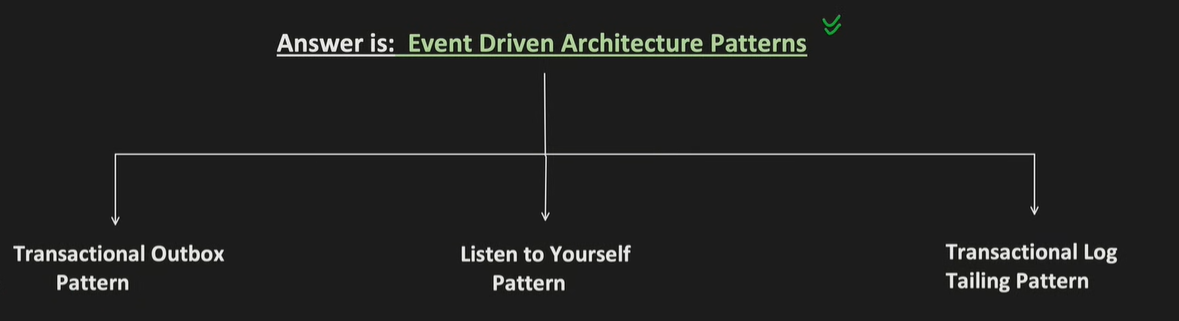 Answer is: Event Driven Architecture Patterns
Transactional Outbox
Pattern
Listen to Yourself
Pattern
Transactional Log
Tailing Pattern